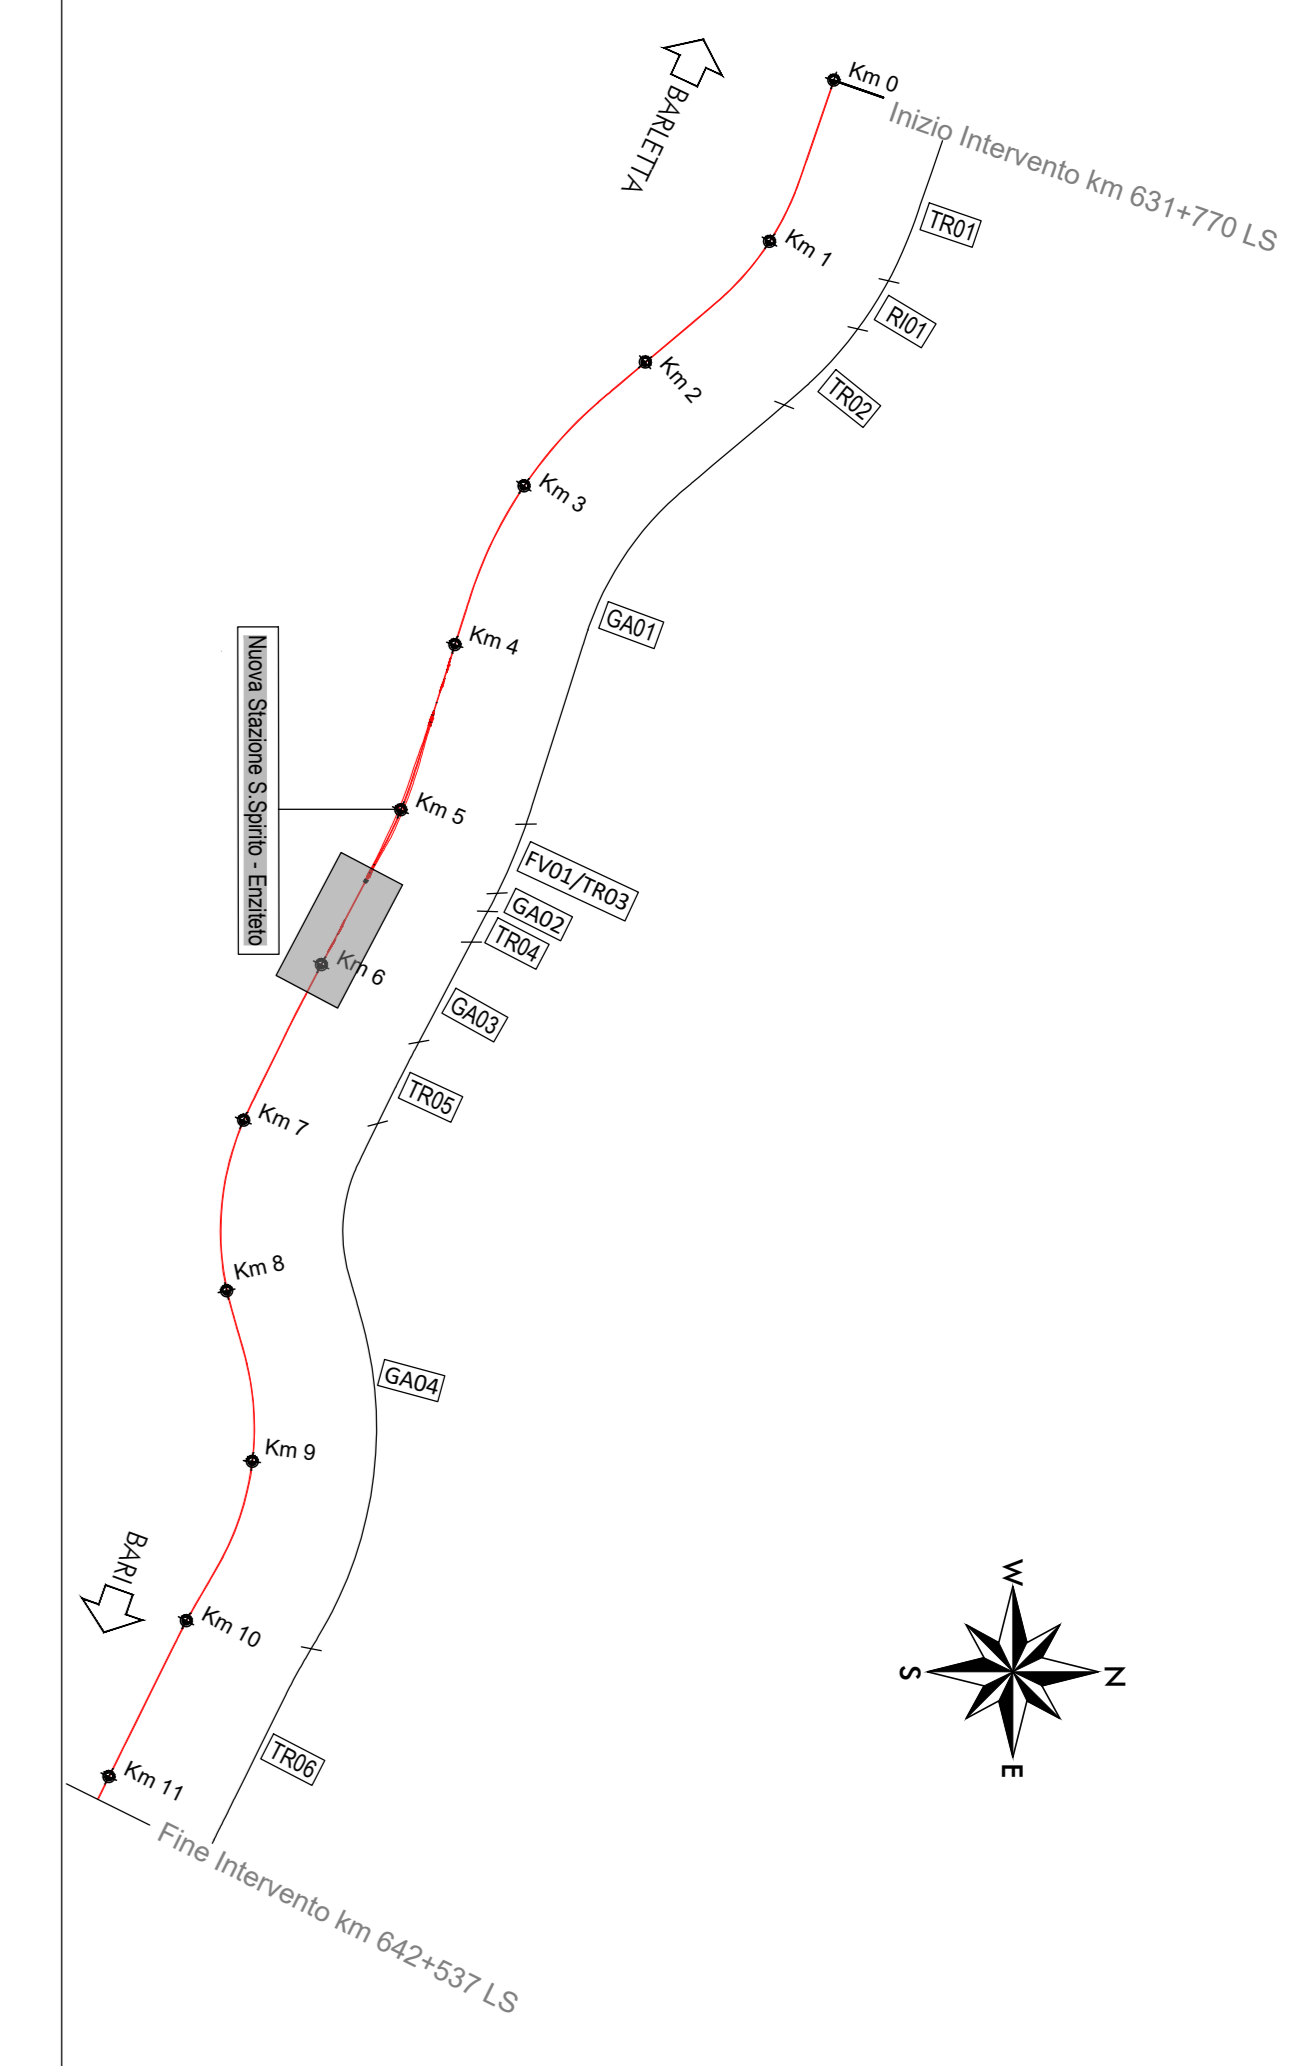 Km 0
Inizio Intervento km 631+770 LS
BARLETTA
TR01
Km 1
RI01
Km 2
TR02
Km 3
GA01
Km 4
Nuova Stazione S.Spirito - Enziteto
Km 5
FV01/TR03
GA02
TR04
Km 6
GA03
TR05
Km 7
Km 8
GA04
Km 9
BARI
Km 10
TR06
Km 11
Fine Intervento km 642+537 LS
W
N
S
E